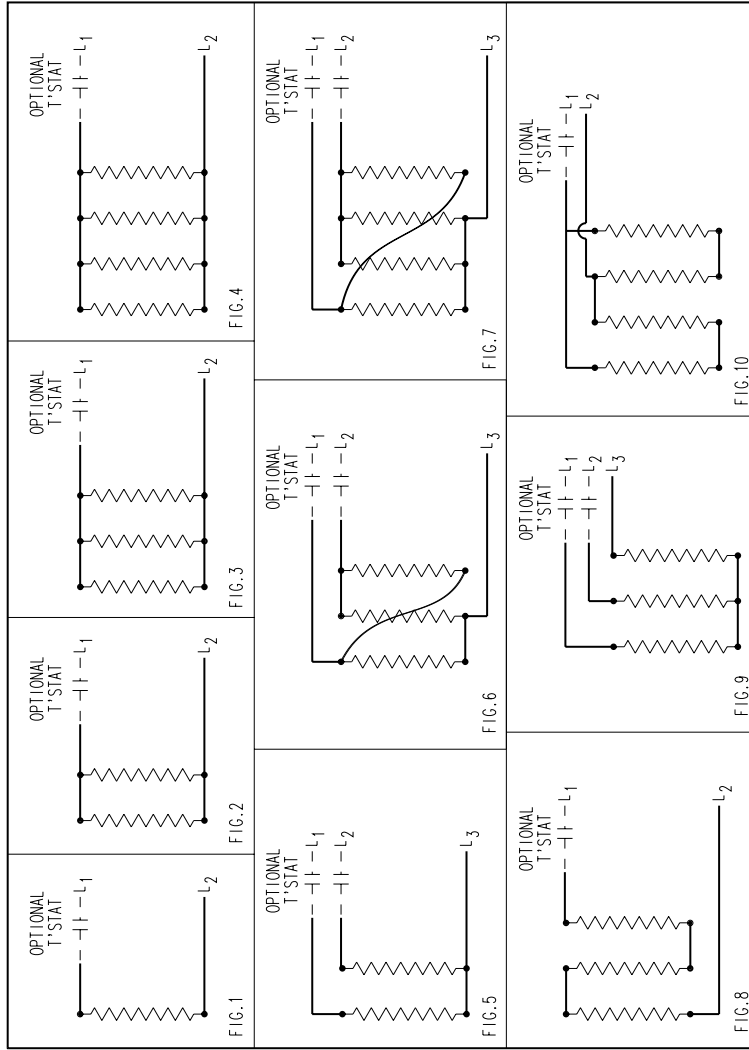 OPTIONAL
T'STAT
L1
L2
FIG.1
OPTIONAL
T'STAT
L1
L2
FIG.2
OPTIONAL
T'STAT
L1
L2
FIG.3
OPTIONAL
T'STAT
L1
L2
FIG.4
OPTIONAL
T'STAT
L1
L2
L3
FIG.5
OPTIONAL
T'STAT
L1
L2
L3
FIG.6
OPTIONAL
T'STAT
L1
L2
L3
FIG.7
OPTIONAL
T'STAT
L1
L2
FIG.8
OPTIONAL
T'STAT
L1
L2
L3
FIG.9
OPTIONAL
T'STAT
L1
L2
FIG.10